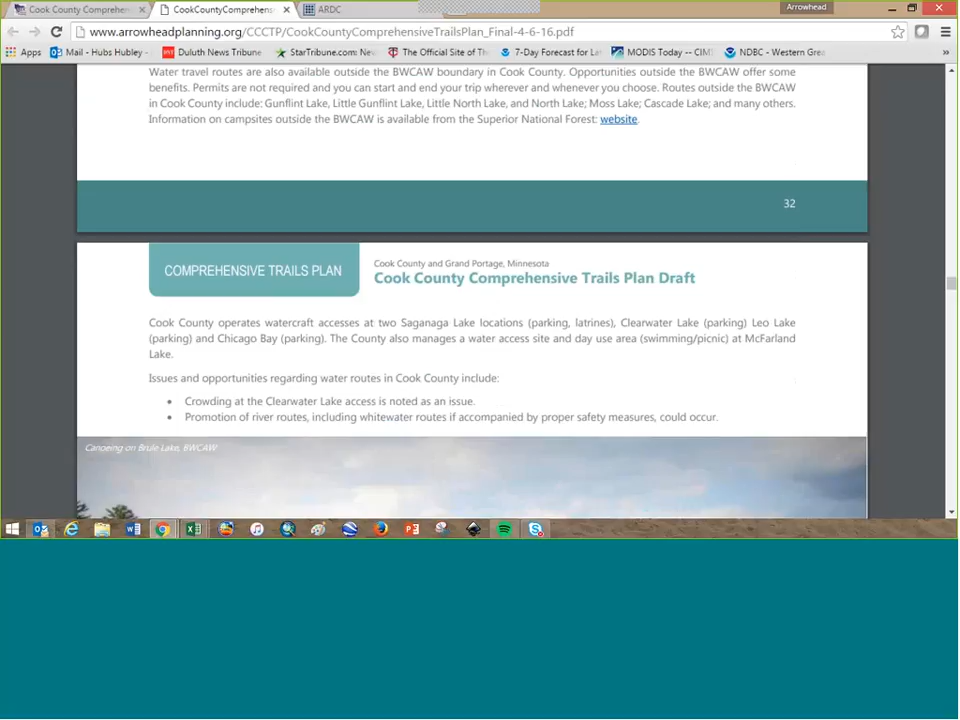 Cook County Comprehen
CookCountyComprehens
ARDC
Arrowhead
www.arrowheadplanning.org/CCCTP/CookCountyComprehensiveTrailsPlan_Final-4-6-16.pdf
Apps
Mail - Hubs Hubley -
Duluth News Tribune
StarTribune.com: Nev
The Official Site of Th
7-Day Forecast for Lat
MODIS Today -- CIM
NDBC - Western Grea
Water travel routes are also available outside the BWCAW boundary in Cook County. Opportunities outside the BWCAW offer some
benefits. Permits are not required and you can start and end your trip wherever and whenever you choose. Routes outside the BWCAW
in Cook County include: Gunflint Lake, Little Gunflint Lake, Little North Lake, and North Lake; Moss Lake; Cascade Lake; and many others.
Information on campsites outside the BWCAW is available from the Superior National Forest: website.
32
COMPREHENSIVE TRAILS PLAN
Cook County and Grand Portage, Minnesota
Cook County Comprehensive Trails Plan Draft
Cook County operates watercraft accesses at two Saganaga Lake locations (parking, latrines), Clearwater Lake (parking) Leo Lake
(parking) and Chicago Bay (parking). The County also manages a water access site and day use area (swimming/picnic) at McFarland
Lake.
Issues and opportunities regarding water routes in Cook County include:
• Crowding at the Clearwater Lake access is noted as an issue.
• Promotion of river routes, including whitewater routes if accompanied by proper safety measures, could occur.
Canoeing on Brule Lake, BWCAW